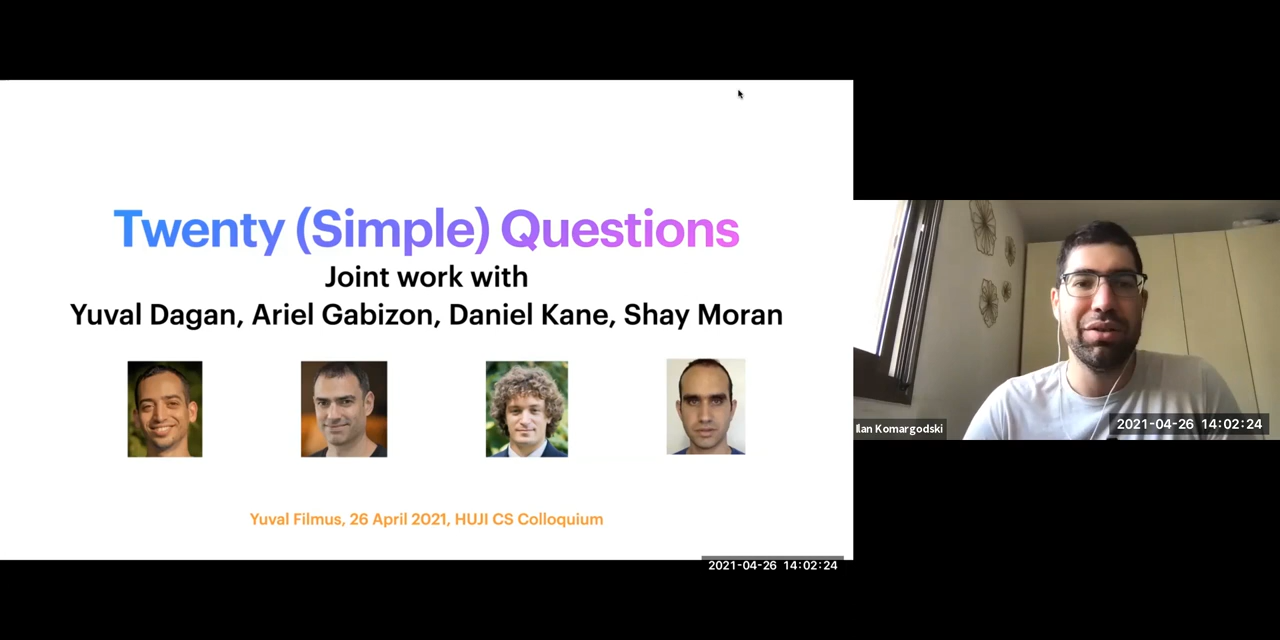 Twenty (Simple) Questions
Joint work with
Yuval Dagan, Ariel Gabizon, Daniel Kane, Shay Moran
Yuval Filmus, 26 April 2021, HUJI CS Colloquium
2021-04-26 14:02:24
Ilan Komargodski
2021-04-26 14:02:24